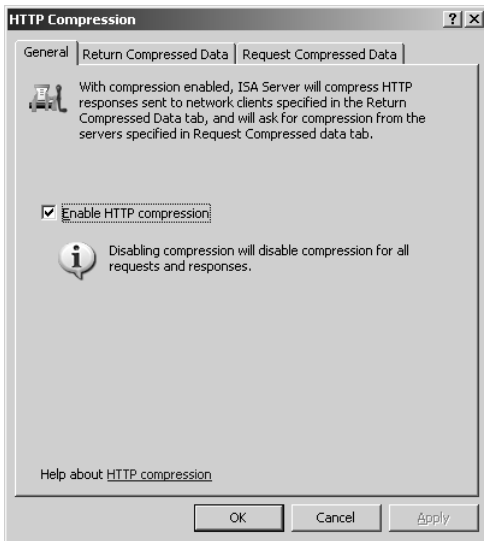 HTTP Compression
General
Return Compressed Data
Request Compressed Data
With compression enabled, ISA Server will compress HTTP
responses sent to network clients specified in the Return
Compressed Data tab, and will ask for compression from the
servers specified in Request Compressed data tab.
Enable HTTP compression
Disabling compression will disable compression for all
requests and responses.
Help about HTTP compression
OK
Cancel
Apply